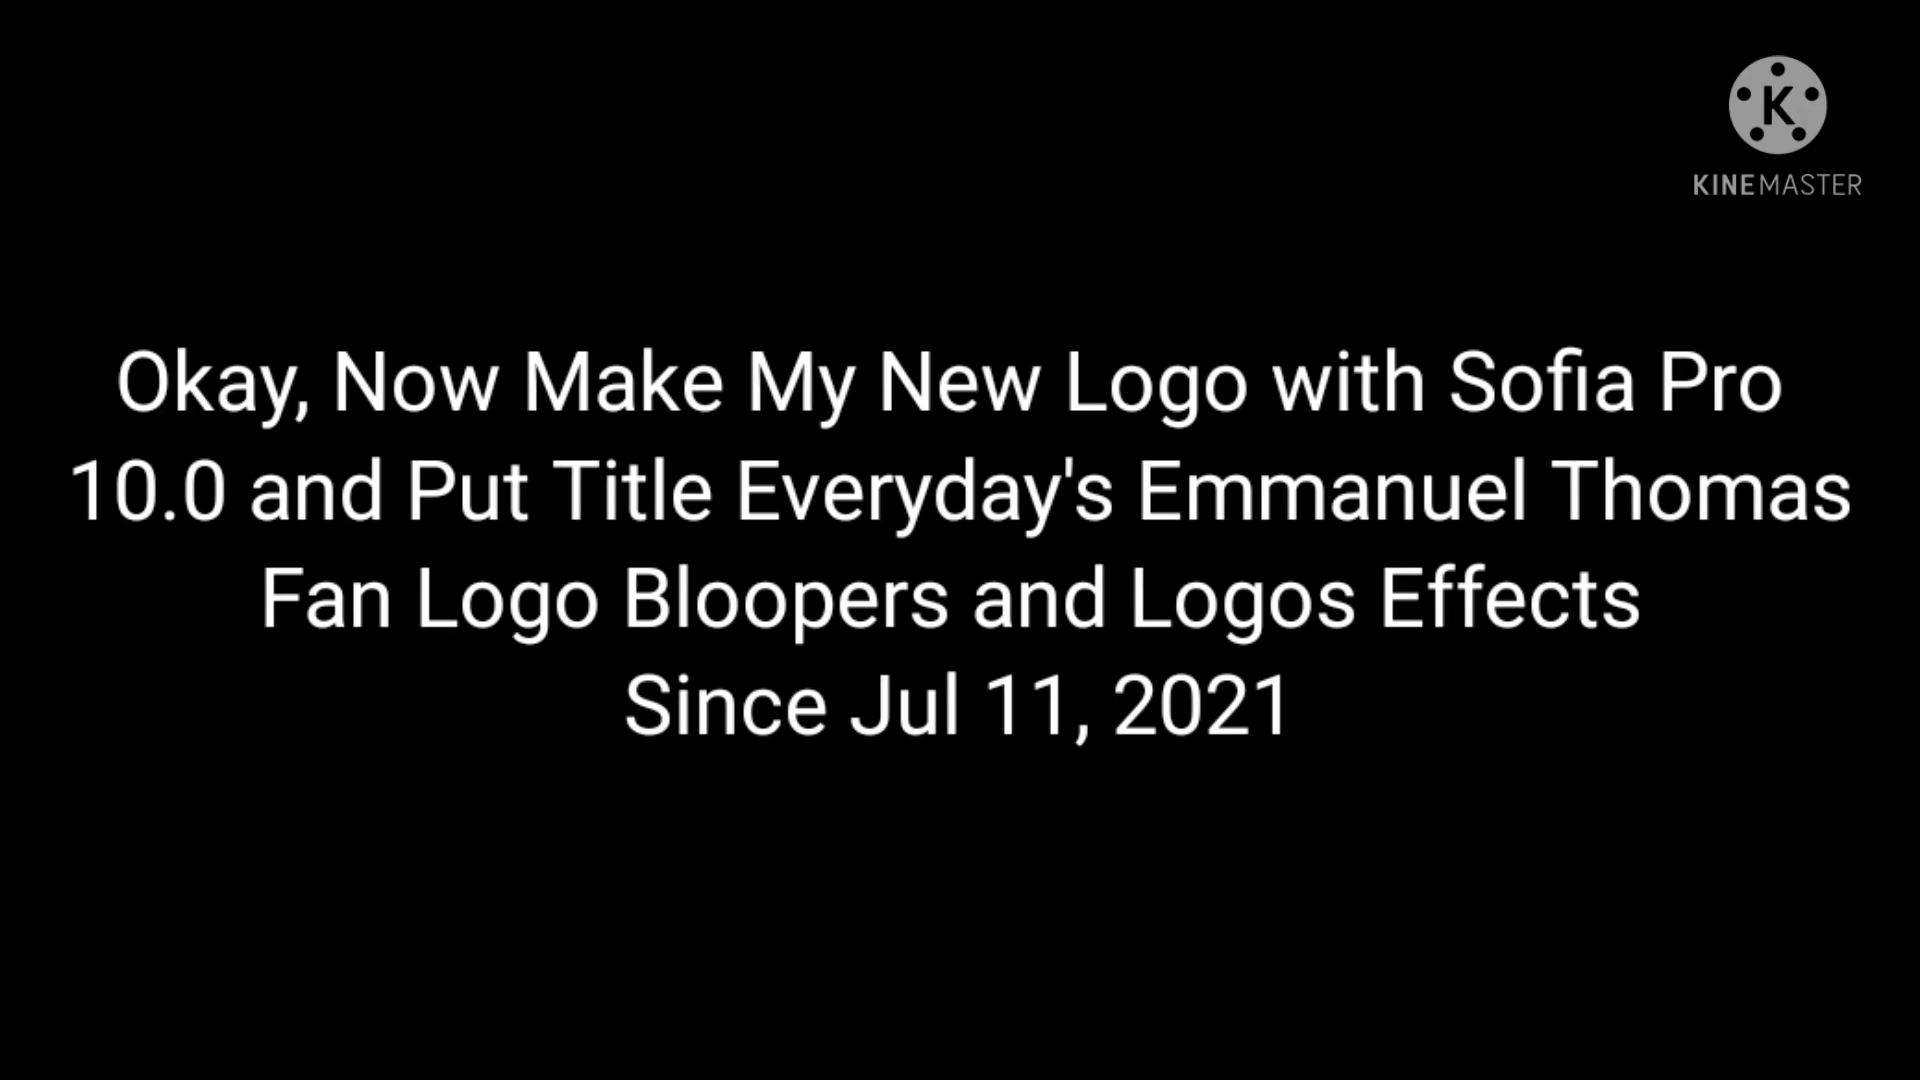 K
KINEMASTER
Okay, Now Make My New Logo with Sofia Pro
10.0 and Put Title Everyday's Emmanuel Thomas
Fan Logo Bloopers and Logos Effects
Since Jul 11, 2021